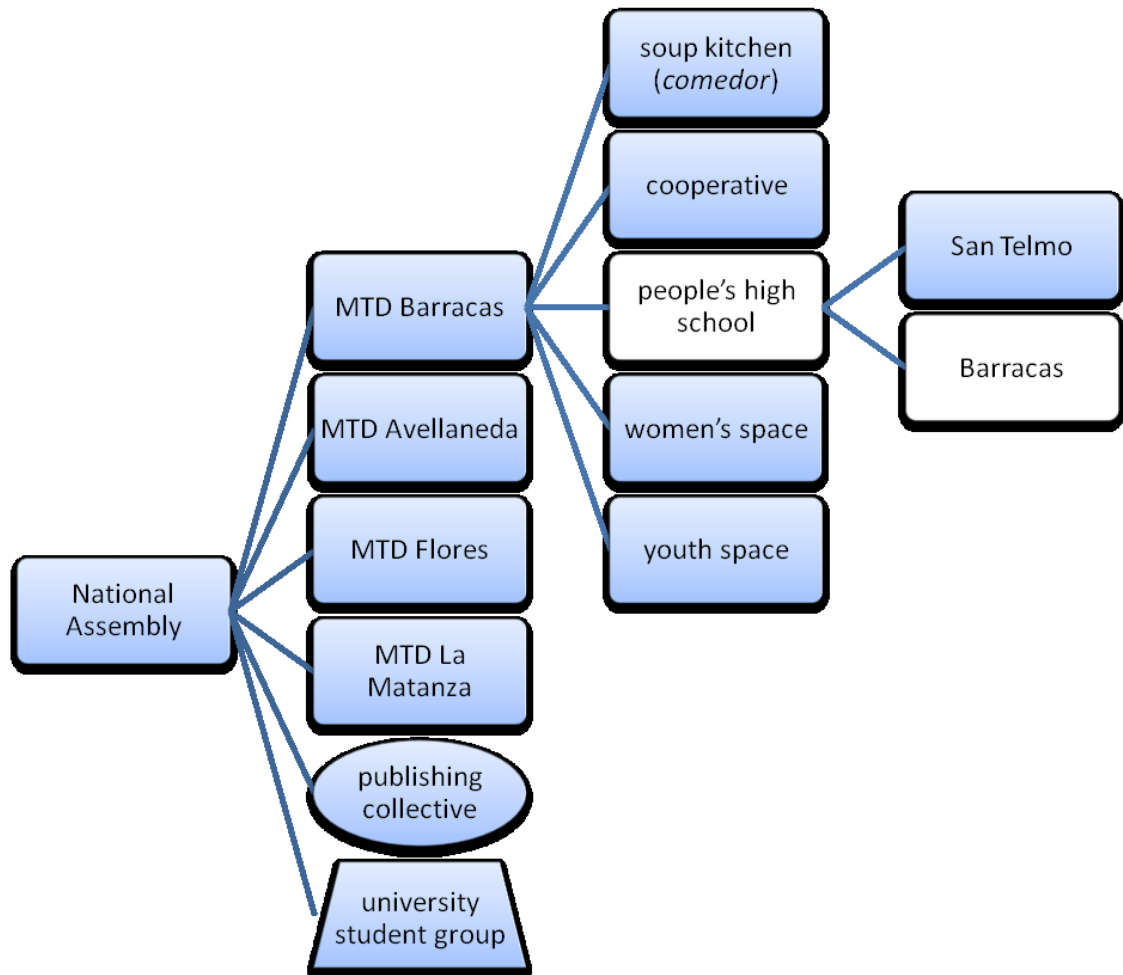 National
Assembly
MTD Barracas
MTD Avellaneda
MTD Flores
MTD La
Matanza
publishing
collective
university
student group
soup kitchen
(comedor)
cooperative
people’s high
school
women’s space
youth space
San Telmo
Barracas